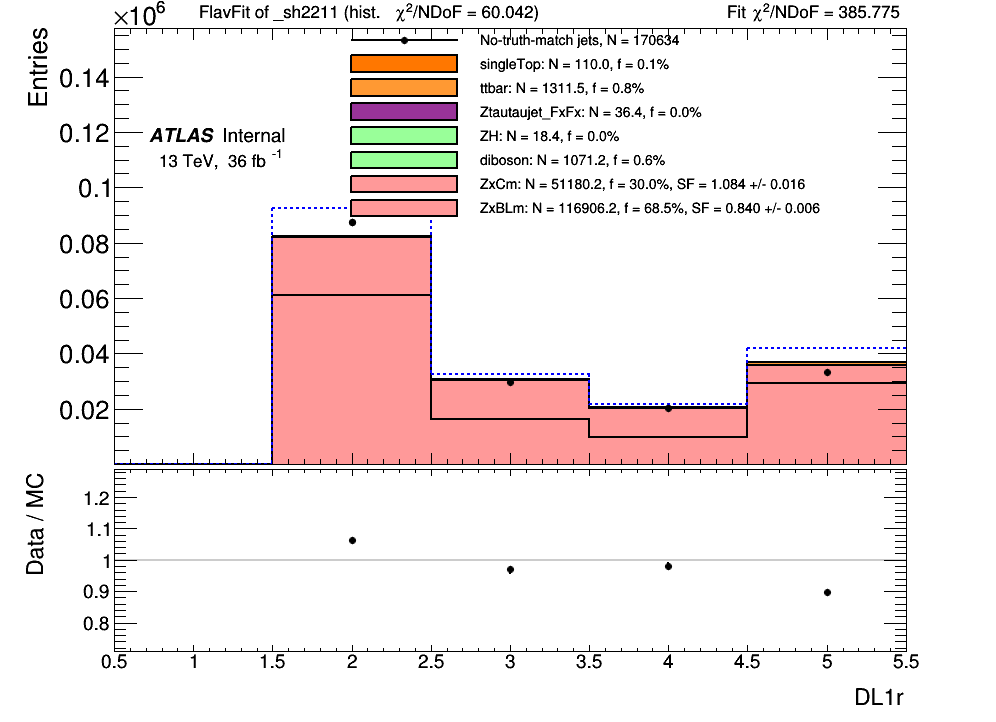 FlavFit of _sh2211 (hist. χ²/NDoF = 60.042) Fit χ²/NDoF = 385.775
×10⁶
Entries
No-truth-match jets, N = 170634
singleTop: N = 110.0, f = 0.1%
ttbar: N = 1311.5, f = 0.8%
Ztautaujet_FxFx: N = 36.4, f = 0.0%
ZH: N = 18.4, f = 0.0%
diboson: N = 1071.2, f = 0.6%
ZxCm: N = 51180.2, f = 30.0%, SF = 1.084 +/- 0.016
ZxBLm: N = 116906.2, f = 68.5%, SF = 0.840 +/- 0.006
ATLAS Internal
13 TeV, 36 fb⁻¹
0.14
0.12
0.1
0.08
0.06
0.04
0.02
Data / MC
1.2
1.1
1
0.9
0.8
0.5 1 1.5 2 2.5 3 3.5 4 4.5 5 5.5
DL1r